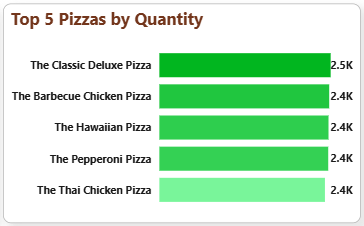 Top 5 Pizzas by Quantity
The Classic Deluxe Pizza 2.5K
The Barbecue Chicken Pizza 2.4K
The Hawaiian Pizza 2.4K
The Pepperoni Pizza 2.4K
The Thai Chicken Pizza 2.4K